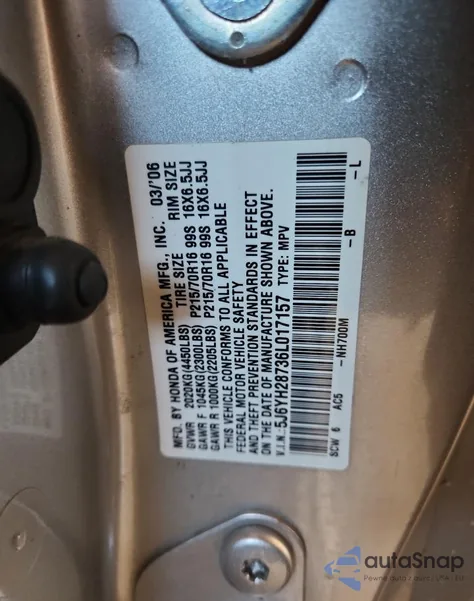 MFD. BY HONDA OF AMERICA MFG., INC. 03/'06
TIRE SIZE RIM SIZE
GVWR 2020KG(4450LBS)
GAWR F 1045KG(2300LBS) P215/70R16 99S 16X6.5JJ
GAWR R 1000KG(2205LBS) P215/70R16 99S 16X6.5JJ
THIS VEHICLE CONFORMS TO ALL APPLICABLE
FEDERAL MOTOR VEHICLE SAFETY
AND THEFT PREVENTION STANDARDS IN EFFECT
ON THE DATE OF MANUFACTURE SHOWN ABOVE.
V.I.N.: 5J6YH28736L017157 TYPE: MPV
SCW 6 AC5 -NH700M -B -L
autaSnap